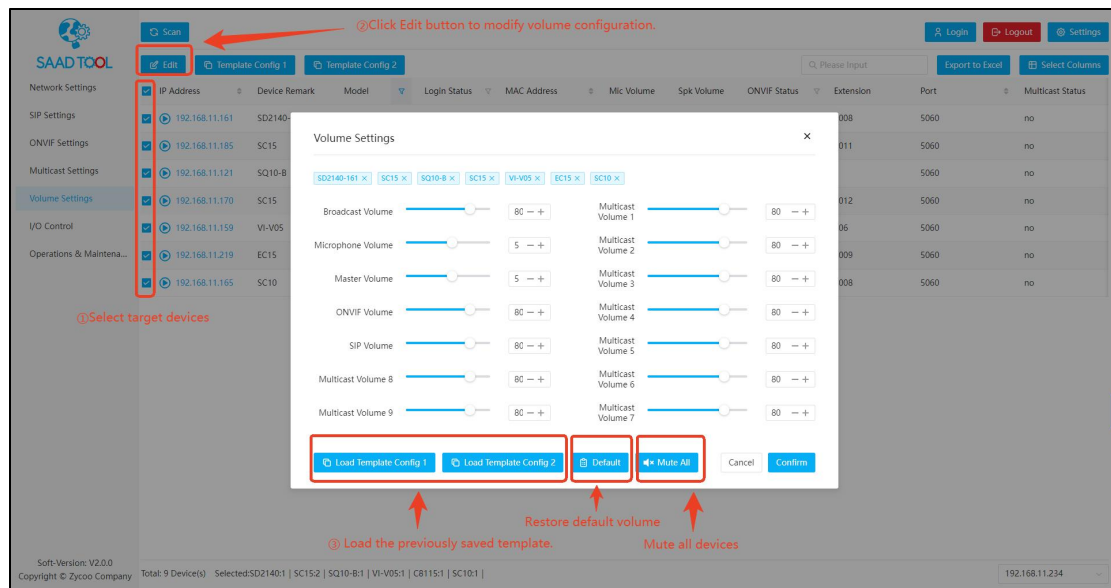 ②Click Edit button to modify volume configuration.
Scan
Login
Logout
Settings
SAAD TOOL
Edit
Template Config 1
Template Config 2
Please Input
Export to Excel
Select Columns
Network Settings
SIP Settings
ONVIF Settings
Multicast Settings
Volume Settings
I/O Control
Operations & Maintena...
IP Address Device Remark Model Login Status MAC Address Mic Volume Spk Volume ONVIF Status Extension Port Multicast Status
192.168.11.161 SD2140- 008 5060 no
192.168.11.185 SC15 011 5060 no
192.168.11.121 SQ10-B 5060 no
192.168.11.170 SC15 012 5060 no
192.168.11.159 VI-V05 06 5060 no
192.168.11.219 EC15 009 5060 no
192.168.11.165 SC10 008 5060 no
①Select target devices
Volume Settings ×
SD2140-161 × SC15 × SQ10-B × SC15 × VI-V05 × EC15 × SC10 ×
Broadcast Volume 80 − +
Multicast
Volume 1 80 − +
Microphone Volume 5 − +
Multicast
Volume 2 80 − +
Master Volume 5 − +
Multicast
Volume 3 80 − +
ONVIF Volume 80 − +
Multicast
Volume 4 80 − +
SIP Volume 80 − +
Multicast
Volume 5 80 − +
Multicast Volume 8 80 − +
Multicast
Volume 6 80 − +
Multicast Volume 9 80 − +
Multicast
Volume 7 80 − +
Load Template Config 1
Load Template Config 2
Default
Mute All
Cancel
Confirm
Restore default volume
③ Load the previously saved template.
Mute all devices
Soft-Version: V2.0.0
Copyright © Zycoo Company
Total: 9 Device(s) Selected:SD2140:1 | SC15:2 | SQ10-B:1 | VI-V05:1 | C8115:1 | SC10:1 |
192.168.11.234